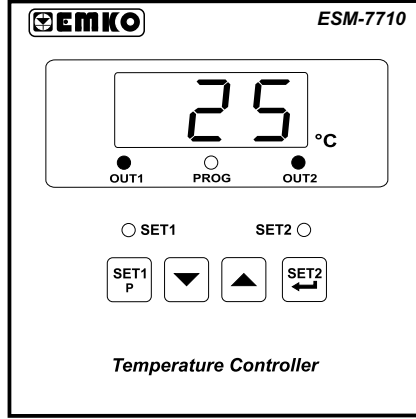 EMKO ESM-7710
25 °C
OUT1 PROG OUT2
SET1 SET2
SET1 SET2
P
Temperature Controller